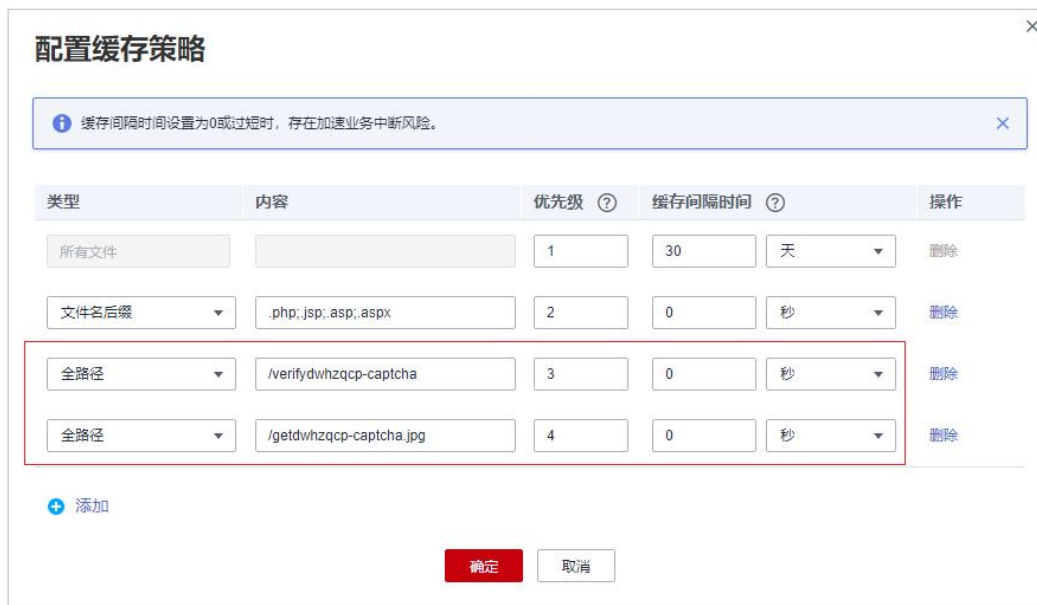 配置缓存策略
缓存间隔时间设置为0或过短时，存在加速业务中断风险。
类型 内容 优先级 缓存间隔时间 操作
所有文件 1 30 天 删除
文件名后缀 .php;.jsp;.asp;.aspx 2 0 秒 删除
全路径 /verifydwhzqcp-captcha 3 0 秒 删除
全路径 /getdwhzqcp-captcha.jpg 4 0 秒 删除
添加
确定 取消